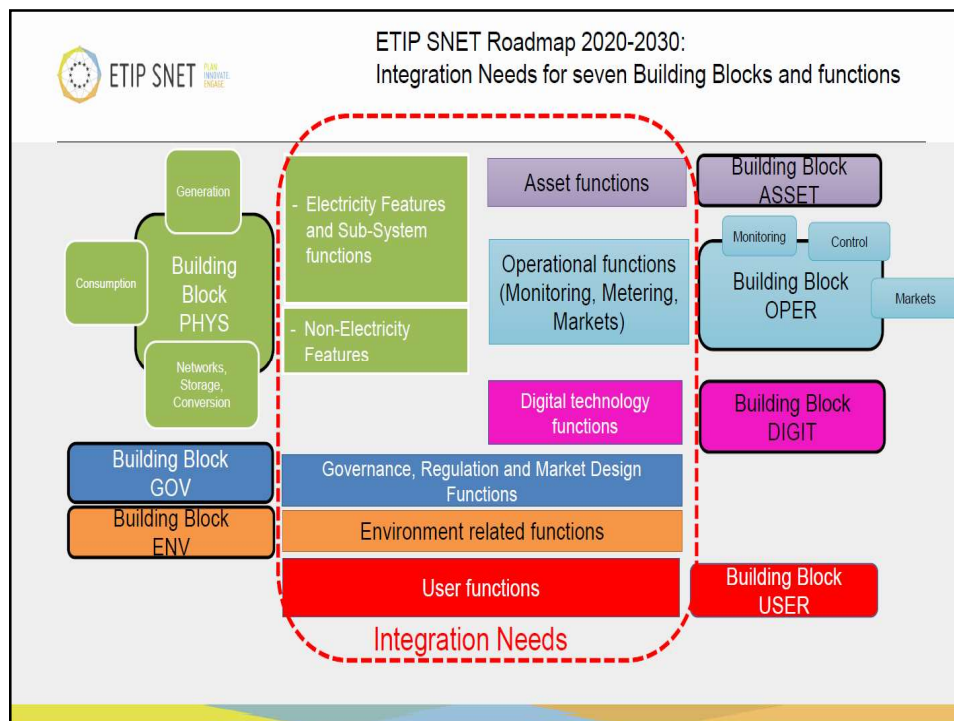 ETIP SNET
PLAN.
INNOVATE.
ENGAGE.
ETIP SNET Roadmap 2020-2030:
Integration Needs for seven Building Blocks and functions
Generation
Consumption
Building
Block
PHYS
Networks,
Storage,
Conversion
- Electricity Features
and Sub-System
functions
- Non-Electricity
Features
Asset functions
Building Block
ASSET
Operational functions
(Monitoring, Metering,
Markets)
Monitoring
Control
Building Block
OPER
Markets
Digital technology
functions
Building Block
DIGIT
Building Block
GOV
Governance, Regulation and Market Design
Functions
Building Block
ENV
Environment related functions
User functions
Building Block
USER
Integration Needs